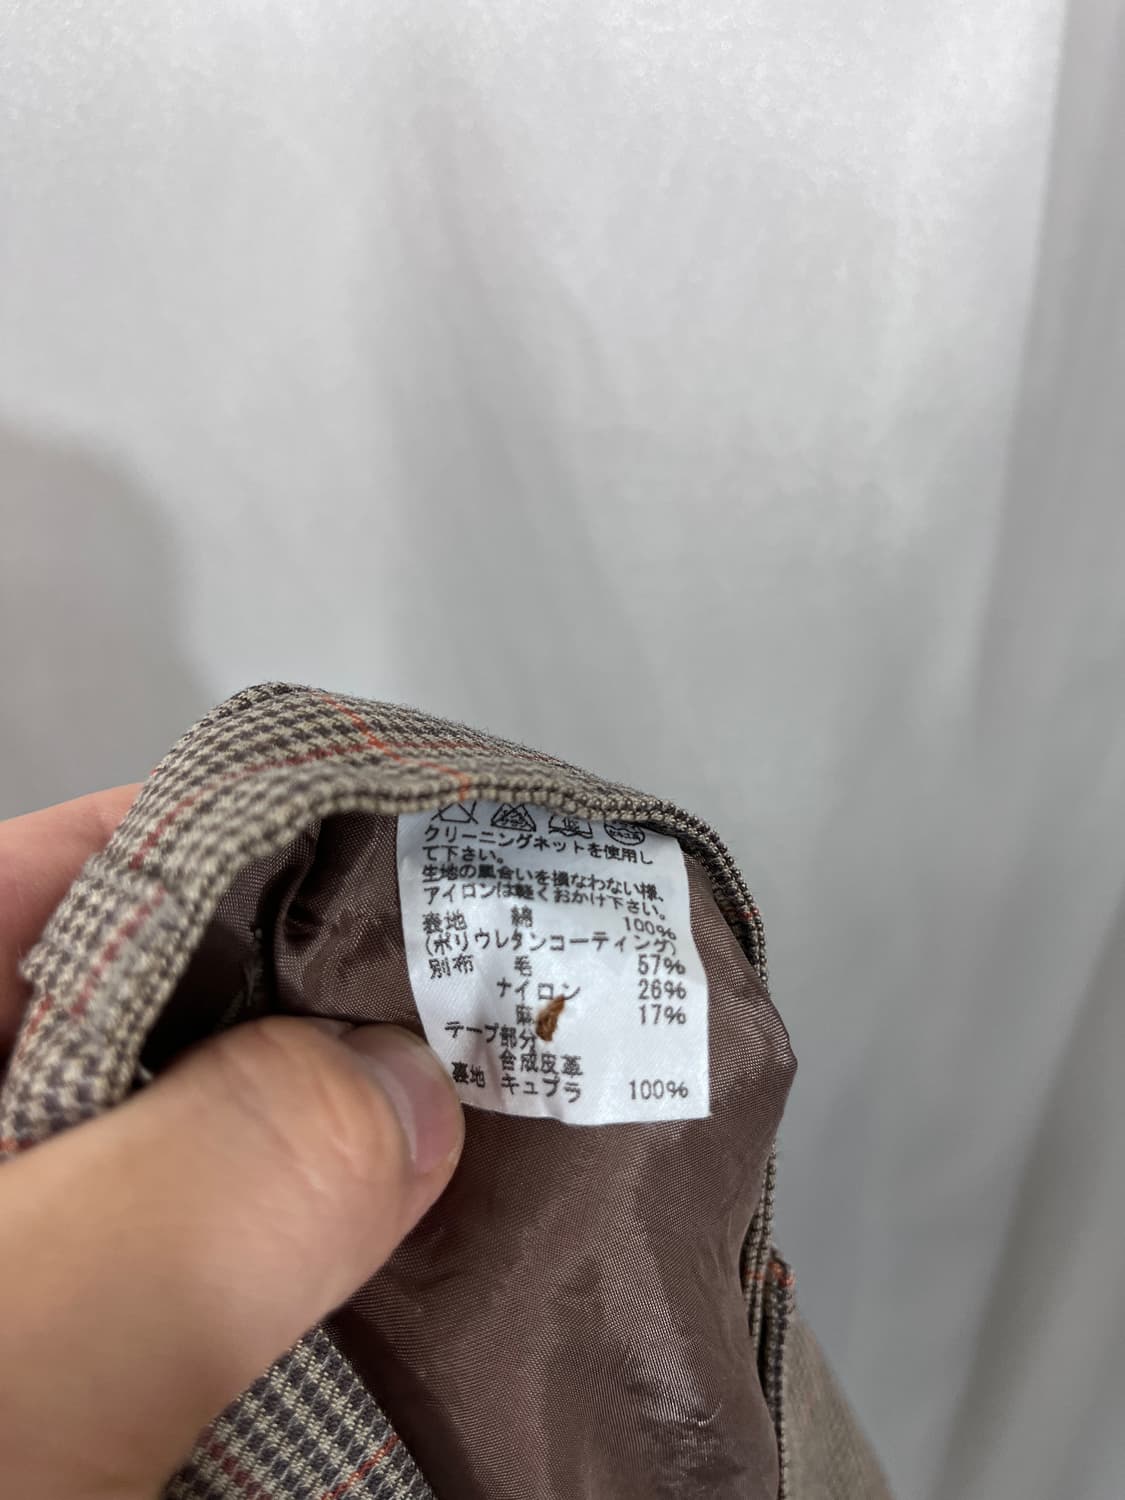 クリーニングネットを使用し
て下さい。
生地の風合いを損なわない様、
アイロンは軽くおかけ下さい。
表地 綿 100%
(ポリウレタンコーティング)
別布 毛 57%
ナイロン 26%
麻 17%
テープ部分
合成皮革
裏地 キュプラ 100%